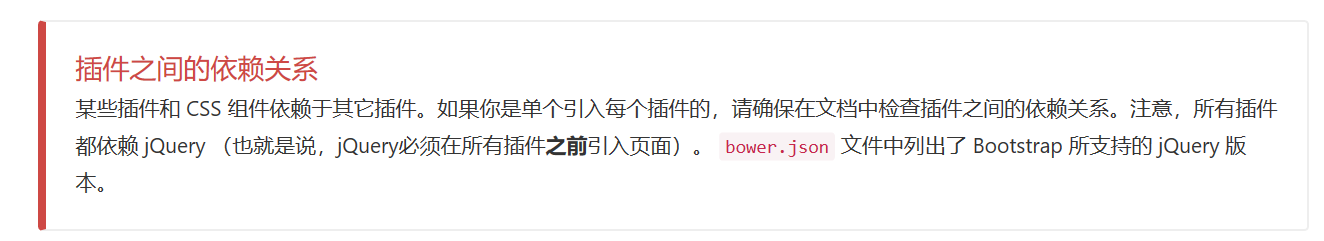 插件之间的依赖关系
某些插件和 CSS 组件依赖于其它插件。如果你是单个引入每个插件的，请确保在文档中检查插件之间的依赖关系。注意，所有插件
都依赖 jQuery （也就是说，jQuery必须在所有插件之前引入页面）。 bower.json 文件中列出了 Bootstrap 所支持的 jQuery 版
本。